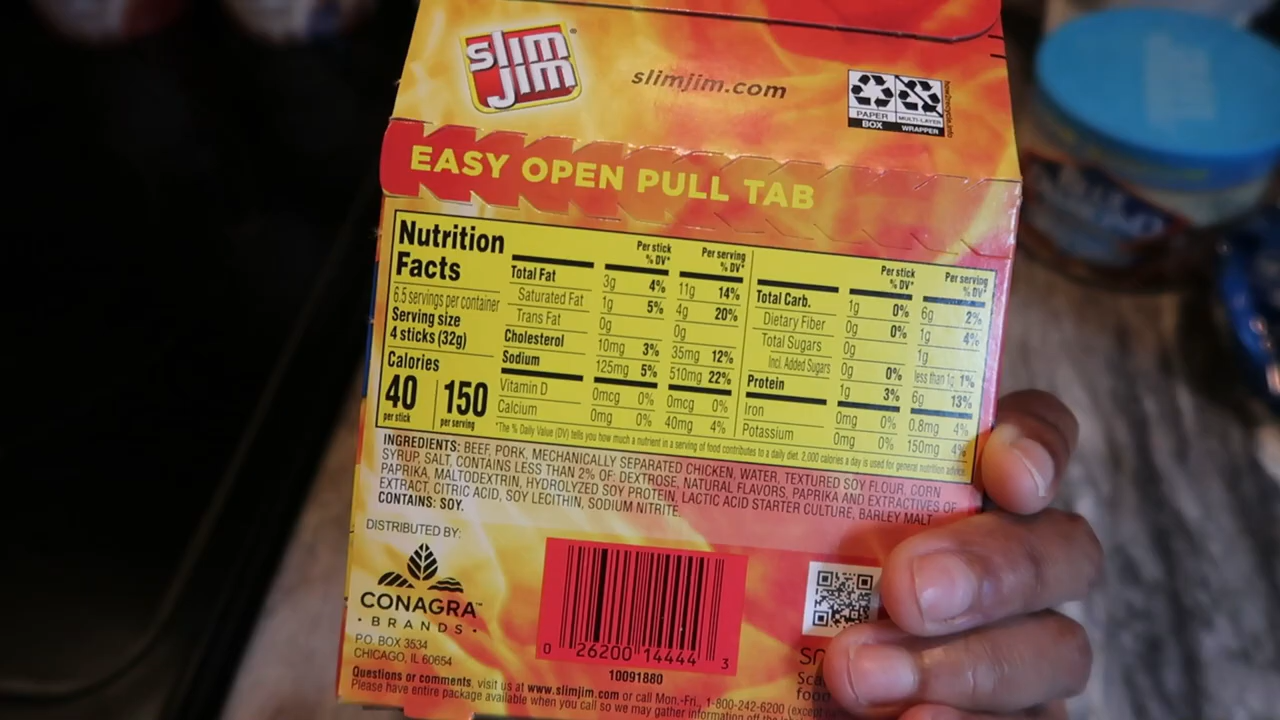 slim
jim
slimjim.com
PAPER
BOX
MULTI-LAYER
WRAPPER
how2recycle.info
EASY OPEN PULL TAB
Nutrition
Facts
6.5 servings per container
Serving size
4 sticks (32g)
Calories
40 150
per stick per serving
Per stick Per serving
% DV* % DV*
Total Fat 3g 4% 11g 14%
Saturated Fat 1g 5% 4g 20%
Trans Fat 0g 0g
Cholesterol 10mg 3% 35mg 12%
Sodium 125mg 5% 510mg 22%
Vitamin D 0mcg 0% 0mcg 0%
Calcium 0mg 0% 40mg 4%
Per stick Per serving
% DV* % DV*
Total Carb. 1g 0% 6g 2%
Dietary Fiber 0g 0% 1g 4%
Total Sugars 0g 1g
Incl. Added Sugars 0g 0% less than 1g 1%
Protein 1g 3% 6g 13%
Iron 0mg 0% 0.8mg 4%
Potassium 0mg 0% 150mg 4%
*The % Daily Value (DV) tells you how much a nutrient in a serving of food contributes to a daily diet. 2,000 calories a day is used for general nutrition advice.
INGREDIENTS: BEEF, PORK, MECHANICALLY SEPARATED CHICKEN, WATER, TEXTURED SOY FLOUR, CORN
SYRUP, SALT, CONTAINS LESS THAN 2% OF: DEXTROSE, NATURAL FLAVORS, PAPRIKA AND EXTRACTIVES OF
PAPRIKA, MALTODEXTRIN, HYDROLYZED SOY PROTEIN, LACTIC ACID STARTER CULTURE, BARLEY MALT
EXTRACT, CITRIC ACID, SOY LECITHIN, SODIUM NITRITE.
CONTAINS: SOY.
DISTRIBUTED BY:
CONAGRA™
• BRANDS •
P.O. BOX 3534
CHICAGO, IL 60654
0 26200 14444 3
10091880
Questions or comments, visit us at www.slimjim.com or call Mon.-Fri., 1-800-242-6200 (except
Please have entire package available when you call so we may gather information off the